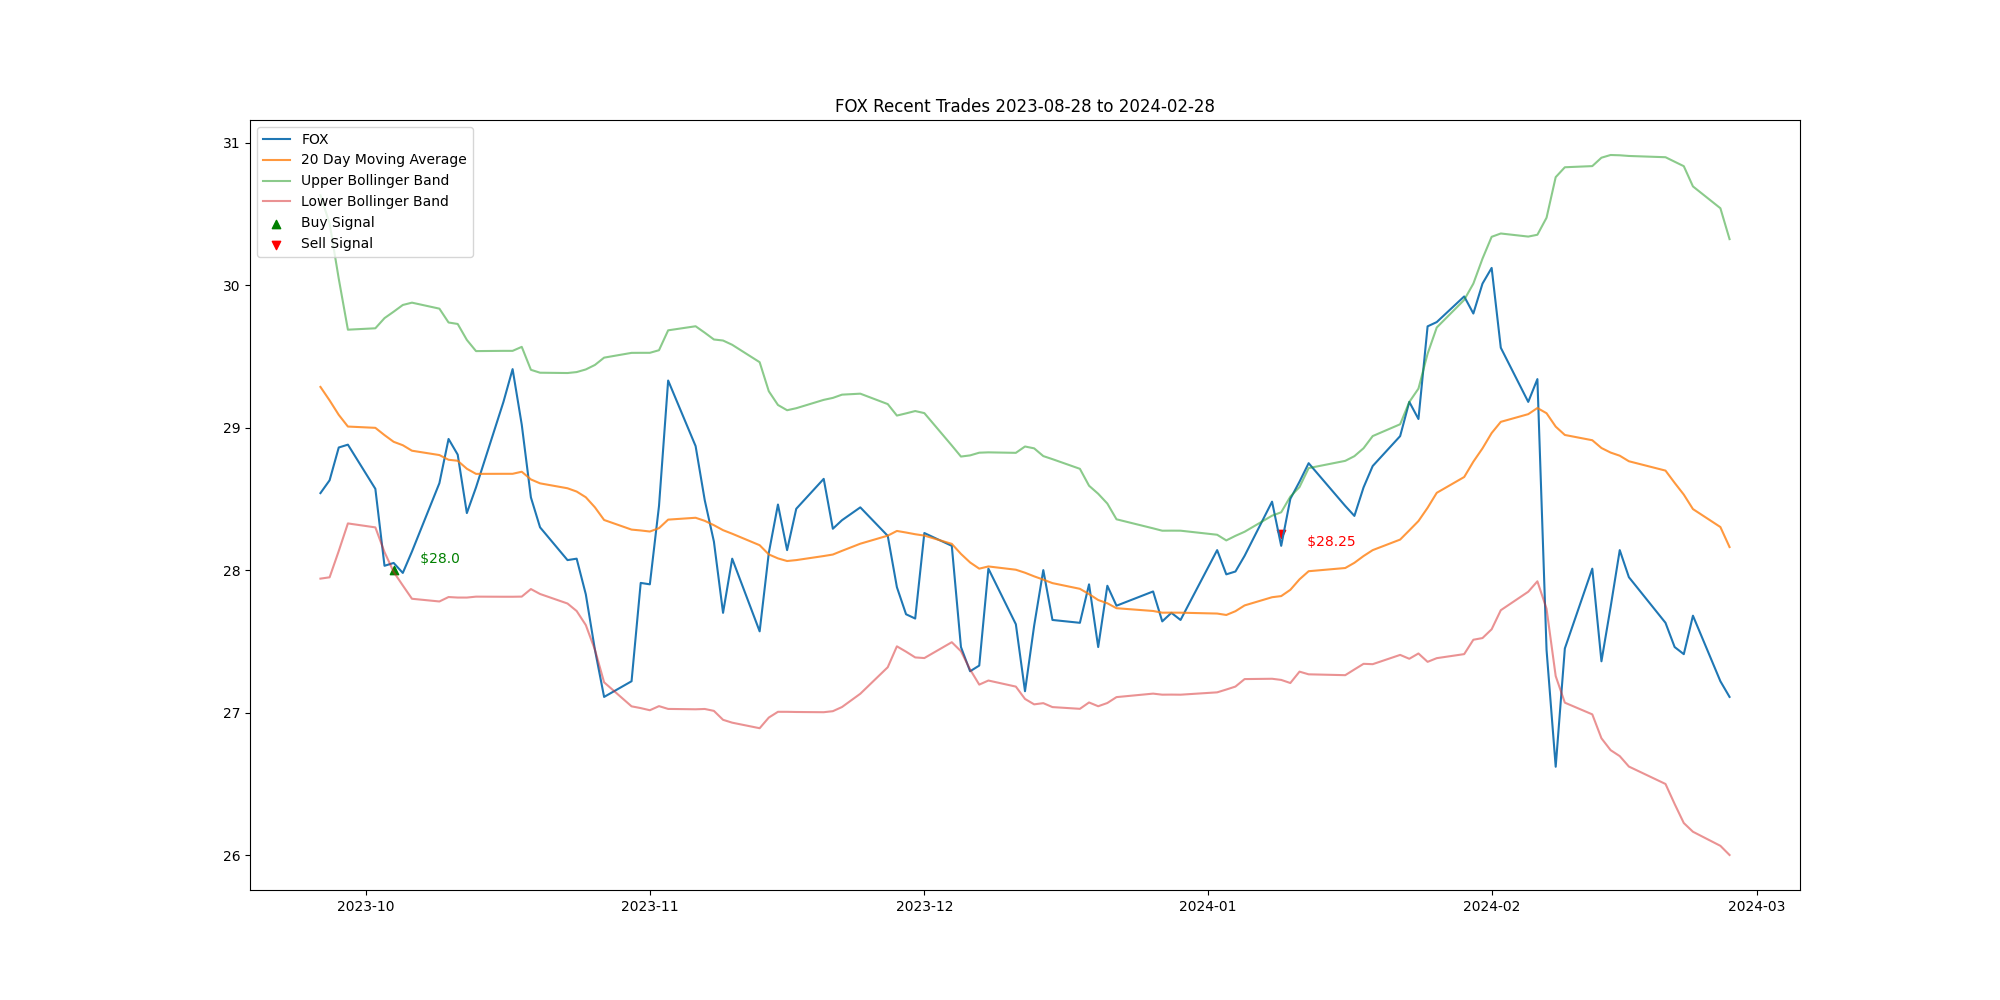 FOX Recent Trades 2023-08-28 to 2024-02-28
31
30
29
28
27
26
FOX
20 Day Moving Average
Upper Bollinger Band
Lower Bollinger Band
Buy Signal
Sell Signal
$28.0
$28.25
2023-10
2023-11
2023-12
2024-01
2024-02
2024-03